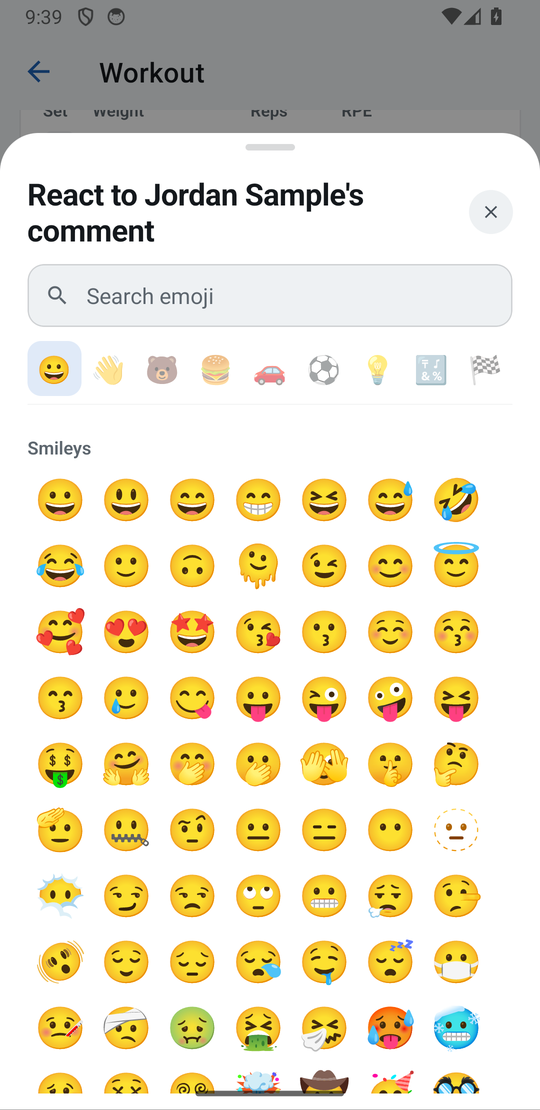 9:39
Workout
Set Weight Reps RPE
React to Jordan Sample's
comment
Search emoji
Smileys